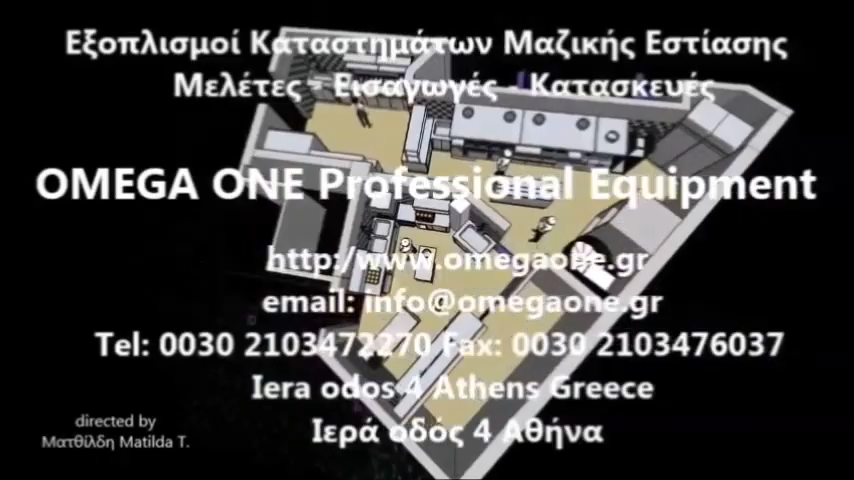 Εξοπλισμοί Καταστημάτων Μαζικής Εστίασης
Μελέτες - Εισαγωγές - Κατασκευές
OMEGA ONE Professional Equipment
http:/www.omegaone.gr
email: info@omegaone.gr
Tel: 0030 2103472270 Fax: 0030 2103476037
Iera odos 4 Athens Greece
Ιερά οδός 4 Αθήνα
directed by
Ματθίλδη Matilda T.